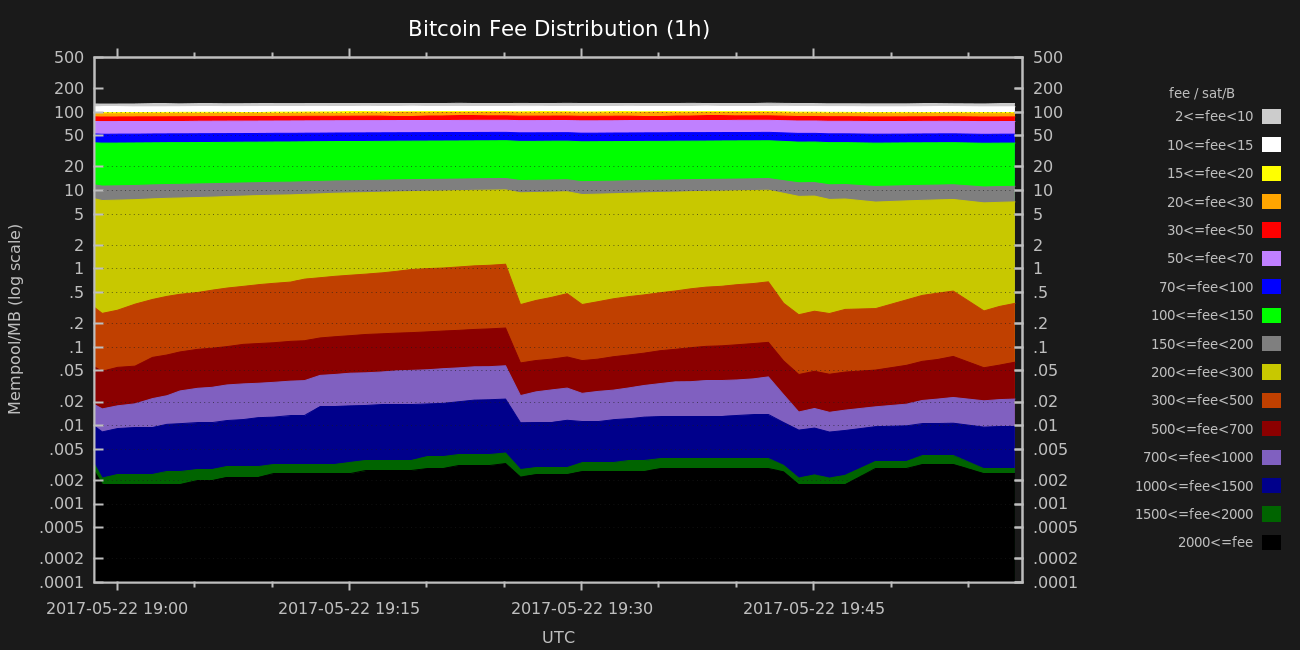 Bitcoin Fee Distribution (1h)
500 500
200 200
100 100
50 50
20 20
10 10
5 5
2 2
1 1
.5 .5
.2 .2
.1 .1
.05 .05
.02 .02
.01 .01
.005 .005
.002 .002
.001 .001
.0005 .0005
.0002 .0002
.0001 .0001
Mempool/MB (log scale)
2017-05-22 19:00 2017-05-22 19:15 2017-05-22 19:30 2017-05-22 19:45
UTC
fee / sat/B
2<=fee<10
10<=fee<15
15<=fee<20
20<=fee<30
30<=fee<50
50<=fee<70
70<=fee<100
100<=fee<150
150<=fee<200
200<=fee<300
300<=fee<500
500<=fee<700
700<=fee<1000
1000<=fee<1500
1500<=fee<2000
2000<=fee